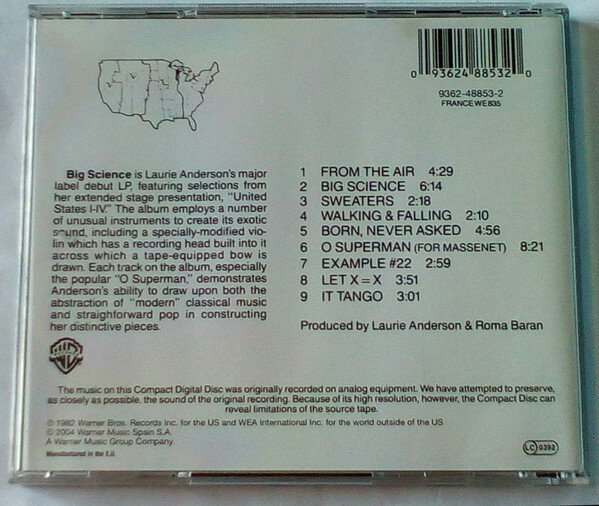 0 93624 88532 0
9362-48853-2
FRANCE WE 835
Big Science is Laurie Anderson's major
label debut LP, featuring selections from
her extended stage presentation, "United
States I-IV." The album employs a number
of unusual instruments to create its exotic
sound, including a specially-modified vio-
lin which has a recording head built into it
across which a tape-equipped bow is
drawn. Each track on the album, especially
the popular "O Superman," demonstrates
Anderson's ability to draw upon both the
abstraction of "modern" classical music
and straighforward pop in constructing
her distinctive pieces.
1 FROM THE AIR 4:29
2 BIG SCIENCE 6:14
3 SWEATERS 2:18
4 WALKING & FALLING 2:10
5 BORN, NEVER ASKED 4:56
6 O SUPERMAN (FOR MASSENET) 8:21
7 EXAMPLE #22 2:59
8 LET X=X 3:51
9 IT TANGO 3:01
Produced by Laurie Anderson & Roma Baran
The music on this Compact Digital Disc was originally recorded on analog equipment. We have attempted to preserve,
as closely as possible, the sound of the original recording. Because of its high resolution, however, the Compact Disc can
reveal limitations of the source tape.
℗ 1982 Warner Bros. Records Inc. for the US and WEA International Inc. for the world outside of the US
© 2004 Warner Music Spain S.A.
A Warner Music Group Company.
Manufactured in the E.U.
LC 0392